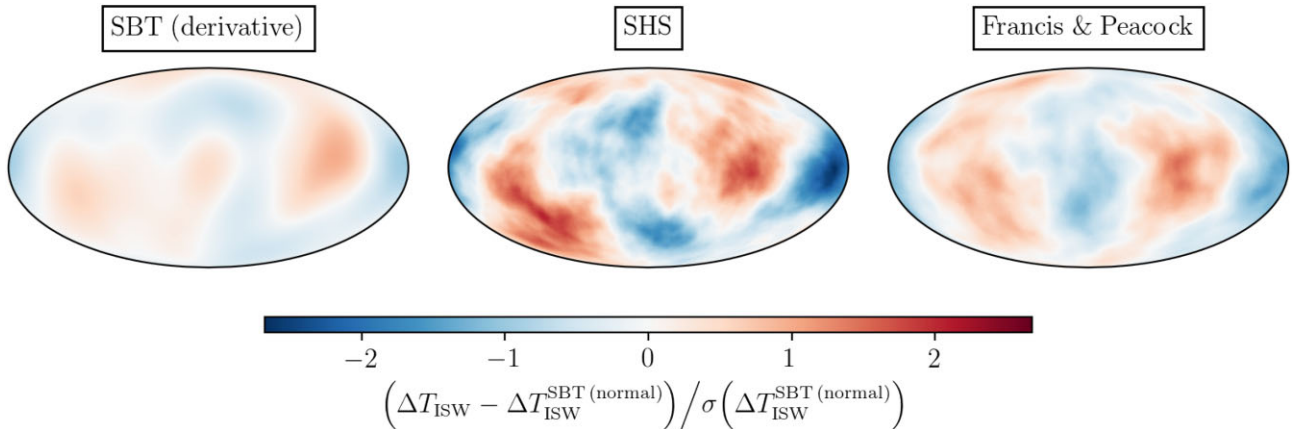 SBT (derivative)
SHS
Francis & Peacock
−2 −1 0 1 2
(ΔT_ISW − ΔT_ISW^SBT (normal)) / σ(ΔT_ISW^SBT (normal))